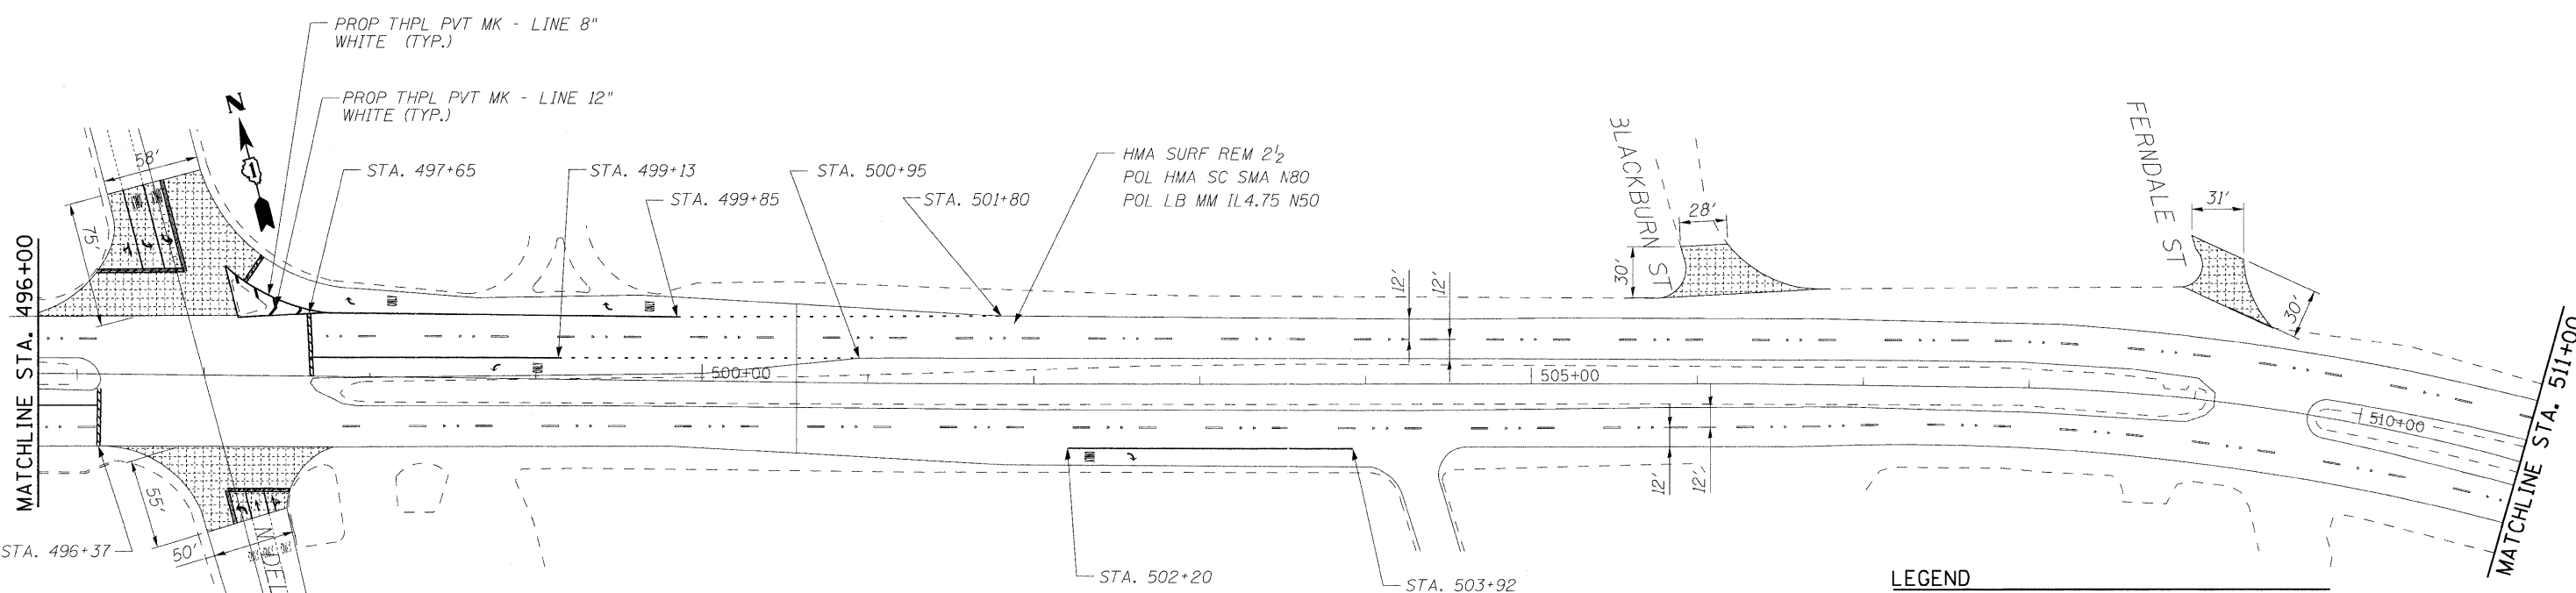 PROP THPL PVT MK - LINE 8"
WHITE (TYP.)
PROP THPL PVT MK - LINE 12"
WHITE (TYP.)
N
1
58'
75'
STA. 497+65
STA. 499+13
STA. 499+85
STA. 500+95
STA. 501+80
HMA SURF REM 2½
POL HMA SC SMA N80
POL LB MM IL4.75 N50
BLACKBURN ST
28'
30'
FERNDALE ST
31'
30'
12'
12'
MATCHLINE STA. 496+00
500+00
505+00
510+00
MATCHLINE STA. 511+00
12'
12'
55'
50'
STA. 496+37
STA. 502+20
STA. 503+92
LEGEND